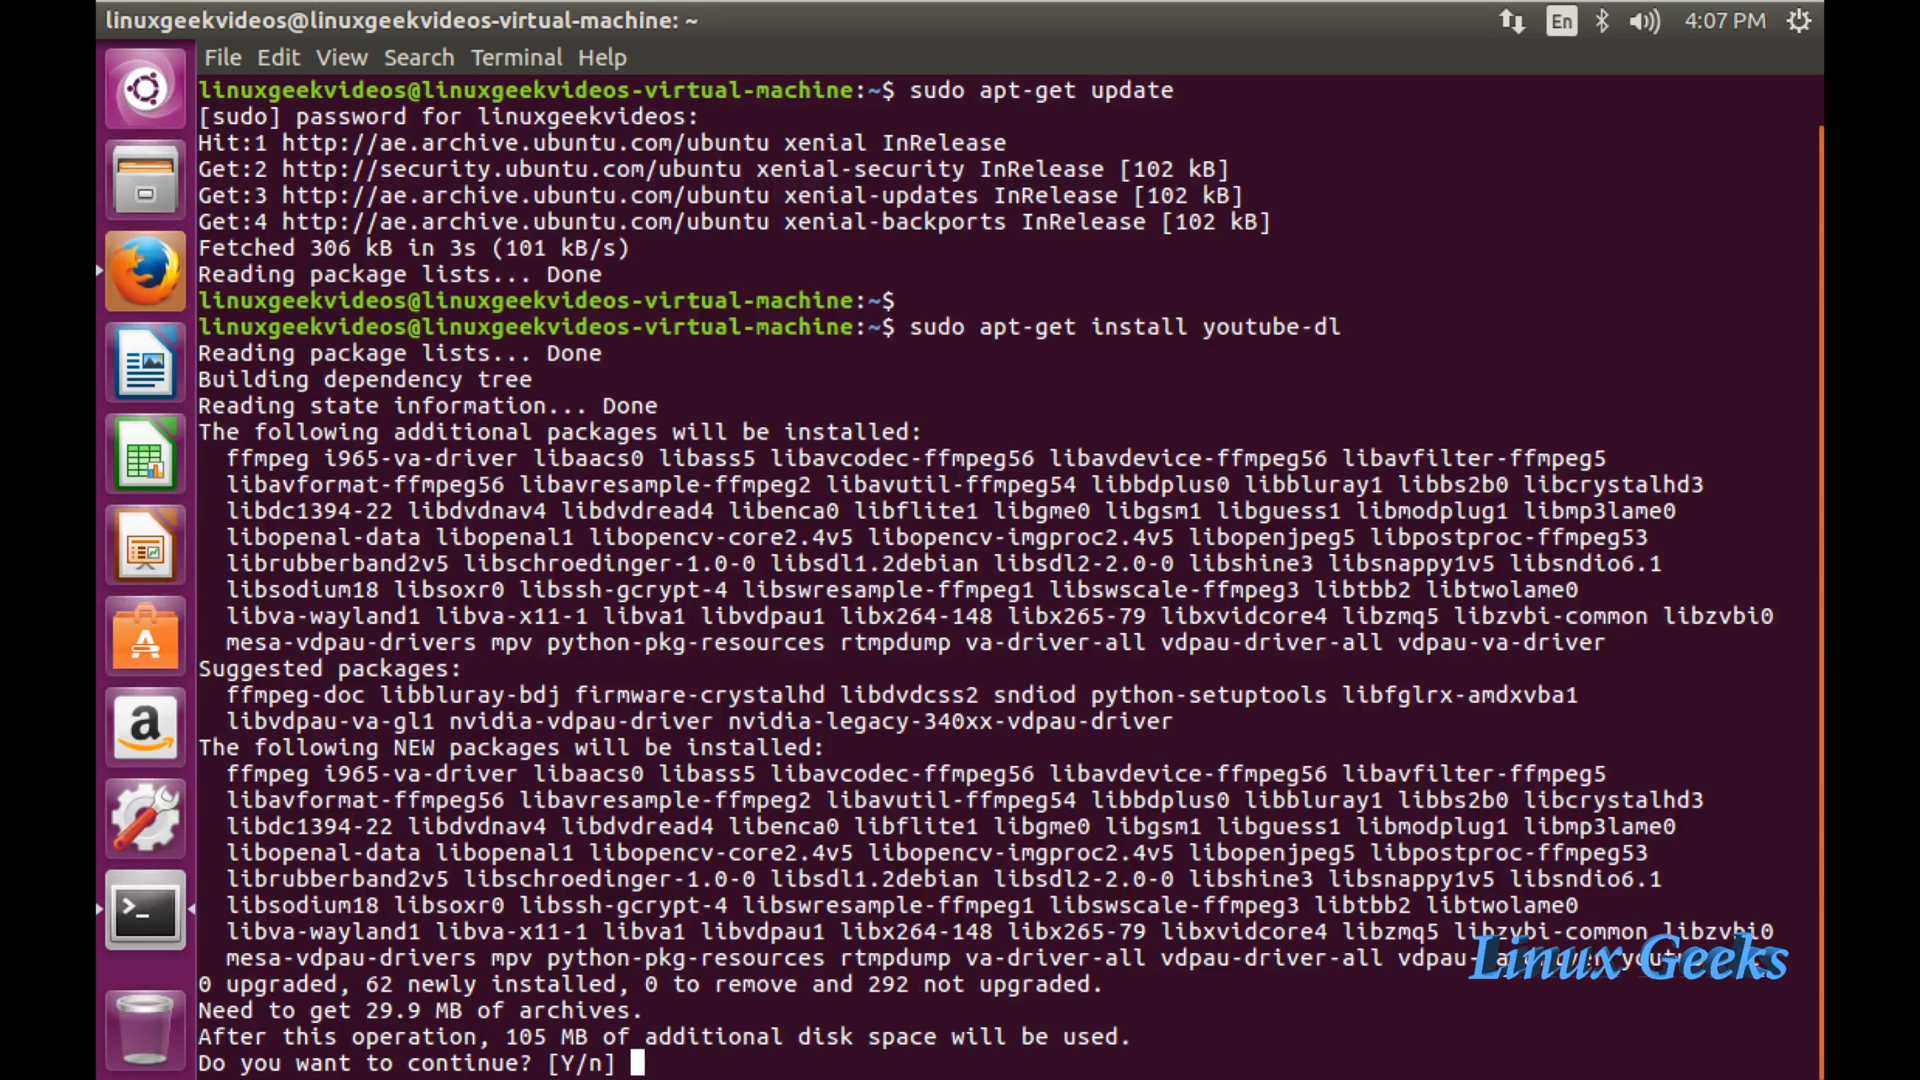 linuxgeekvideos@linuxgeekvideos-virtual-machine: ~
En
4:07 PM
File Edit View Search Terminal Help
linuxgeekvideos@linuxgeekvideos-virtual-machine:~$ sudo apt-get update
[sudo] password for linuxgeekvideos:
Hit:1 http://ae.archive.ubuntu.com/ubuntu xenial InRelease
Get:2 http://security.ubuntu.com/ubuntu xenial-security InRelease [102 kB]
Get:3 http://ae.archive.ubuntu.com/ubuntu xenial-updates InRelease [102 kB]
Get:4 http://ae.archive.ubuntu.com/ubuntu xenial-backports InRelease [102 kB]
Fetched 306 kB in 3s (101 kB/s)
Reading package lists... Done
linuxgeekvideos@linuxgeekvideos-virtual-machine:~$
linuxgeekvideos@linuxgeekvideos-virtual-machine:~$ sudo apt-get install youtube-dl
Reading package lists... Done
Building dependency tree
Reading state information... Done
The following additional packages will be installed:
ffmpeg i965-va-driver libaacs0 libass5 libavcodec-ffmpeg56 libavdevice-ffmpeg56 libavfilter-ffmpeg5
libavformat-ffmpeg56 libavresample-ffmpeg2 libavutil-ffmpeg54 libbdplus0 libbluray1 libbs2b0 libcrystalhd3
libdc1394-22 libdvdnav4 libdvdread4 libenca0 libflite1 libgme0 libgsm1 libguess1 libmodplug1 libmp3lame0
libopenal-data libopenal1 libopencv-core2.4v5 libopencv-imgproc2.4v5 libopenjpeg5 libpostproc-ffmpeg53
librubberband2v5 libschroedinger-1.0-0 libsdl1.2debian libsdl2-2.0-0 libshine3 libsnappy1v5 libsndio6.1
libsodium18 libsoxr0 libssh-gcrypt-4 libswresample-ffmpeg1 libswscale-ffmpeg3 libtbb2 libtwolame0
libva-wayland1 libva-x11-1 libva1 libvdpau1 libx264-148 libx265-79 libxvidcore4 libzmq5 libzvbi-common libzvbi0
mesa-vdpau-drivers mpv python-pkg-resources rtmpdump va-driver-all vdpau-driver-all vdpau-va-driver
Suggested packages:
ffmpeg-doc libbluray-bdj firmware-crystalhd libdvdcss2 sndiod python-setuptools libfglrx-amdxvba1
libvdpau-va-gl1 nvidia-vdpau-driver nvidia-legacy-340xx-vdpau-driver
The following NEW packages will be installed:
ffmpeg i965-va-driver libaacs0 libass5 libavcodec-ffmpeg56 libavdevice-ffmpeg56 libavfilter-ffmpeg5
libavformat-ffmpeg56 libavresample-ffmpeg2 libavutil-ffmpeg54 libbdplus0 libbluray1 libbs2b0 libcrystalhd3
libdc1394-22 libdvdnav4 libdvdread4 libenca0 libflite1 libgme0 libgsm1 libguess1 libmodplug1 libmp3lame0
libopenal-data libopenal1 libopencv-core2.4v5 libopencv-imgproc2.4v5 libopenjpeg5 libpostproc-ffmpeg53
librubberband2v5 libschroedinger-1.0-0 libsdl1.2debian libsdl2-2.0-0 libshine3 libsnappy1v5 libsndio6.1
libsodium18 libsoxr0 libssh-gcrypt-4 libswresample-ffmpeg1 libswscale-ffmpeg3 libtbb2 libtwolame0
libva-wayland1 libva-x11-1 libva1 libvdpau1 libx264-148 libx265-79 libxvidcore4 libzmq5 libzvbi-common libzvbi0
mesa-vdpau-drivers mpv python-pkg-resources rtmpdump va-driver-all vdpau-driver-all
Linux Geeks
0 upgraded, 62 newly installed, 0 to remove and 292 not upgraded.
Need to get 29.9 MB of archives.
After this operation, 105 MB of additional disk space will be used.
Do you want to continue? [Y/n]